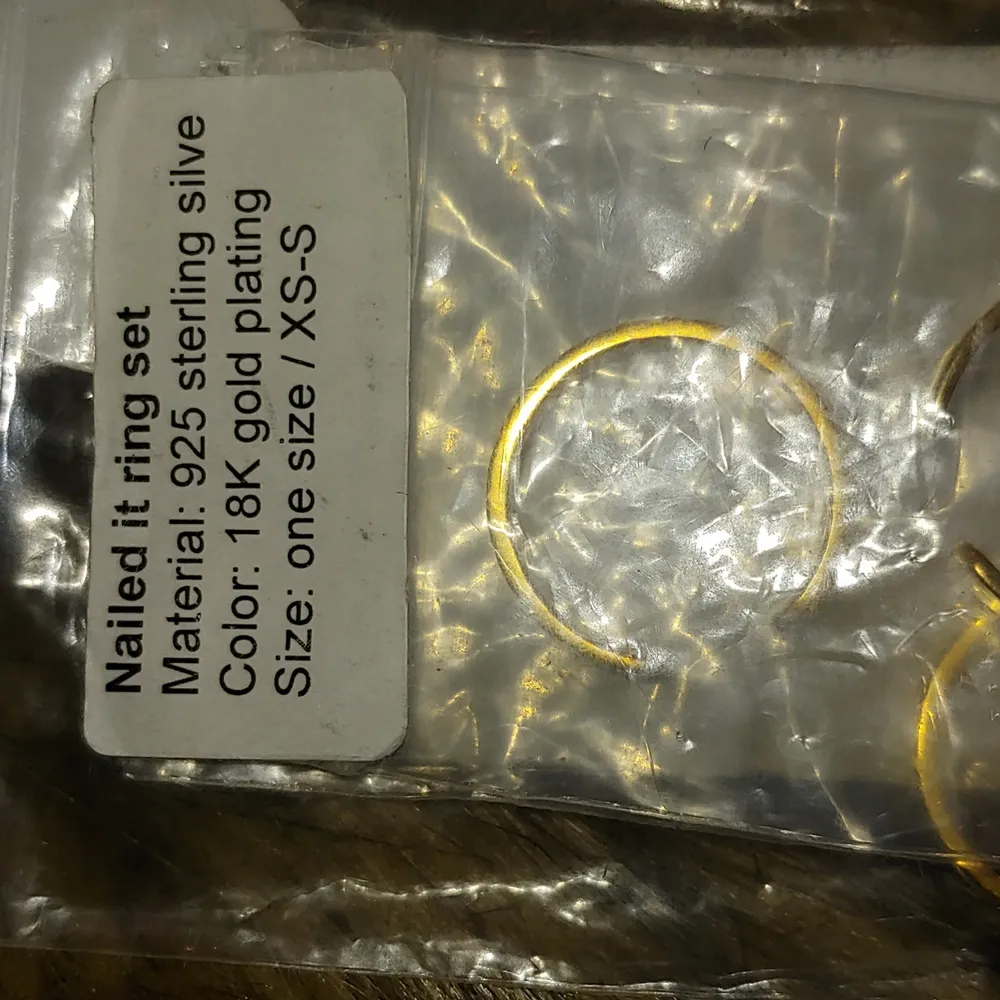 Nailed it ring set
Material: 925 sterling silve
Color: 18K gold plating
Size: one size / XS-S